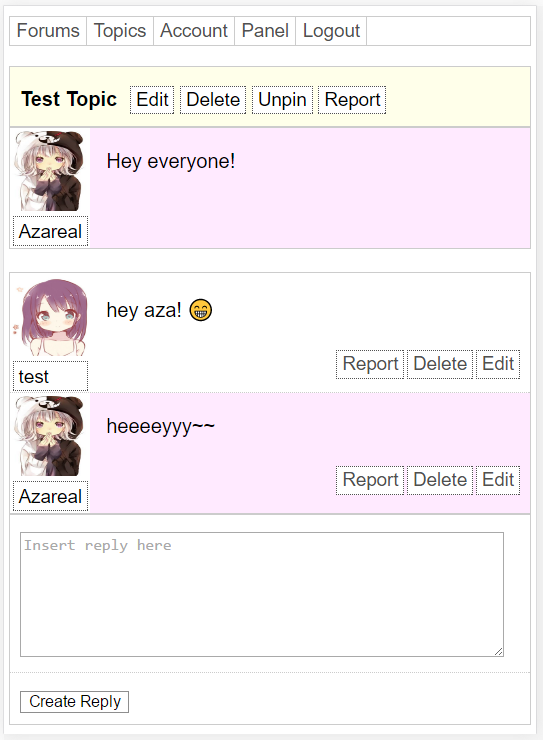 Forums Topics Account Panel Logout
Test Topic Edit Delete Unpin Report
Hey everyone!
Azareal
hey aza! 😁
Report Delete Edit
test
heeeeyyy~~
Report Delete Edit
Azareal
Insert reply here
Create Reply